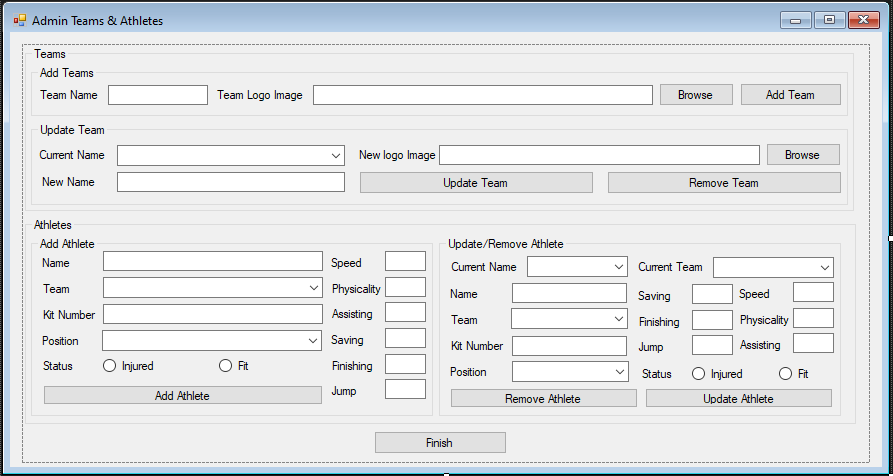 Admin Teams & Athletes
Teams
Add Teams
Team Name Team Logo Image Browse Add Team
Update Team
Current Name New logo Image Browse
New Name Update Team Remove Team
Athletes
Add Athlete
Name Speed
Team Physicality
Kit Number Assisting
Position Saving
Status Injured Fit Finishing
Add Athlete Jump
Update/Remove Athlete
Current Name Current Team
Name Saving Speed
Team Finishing Physicality
Kit Number Jump Assisting
Position Status Injured Fit
Remove Athlete Update Athlete
Finish